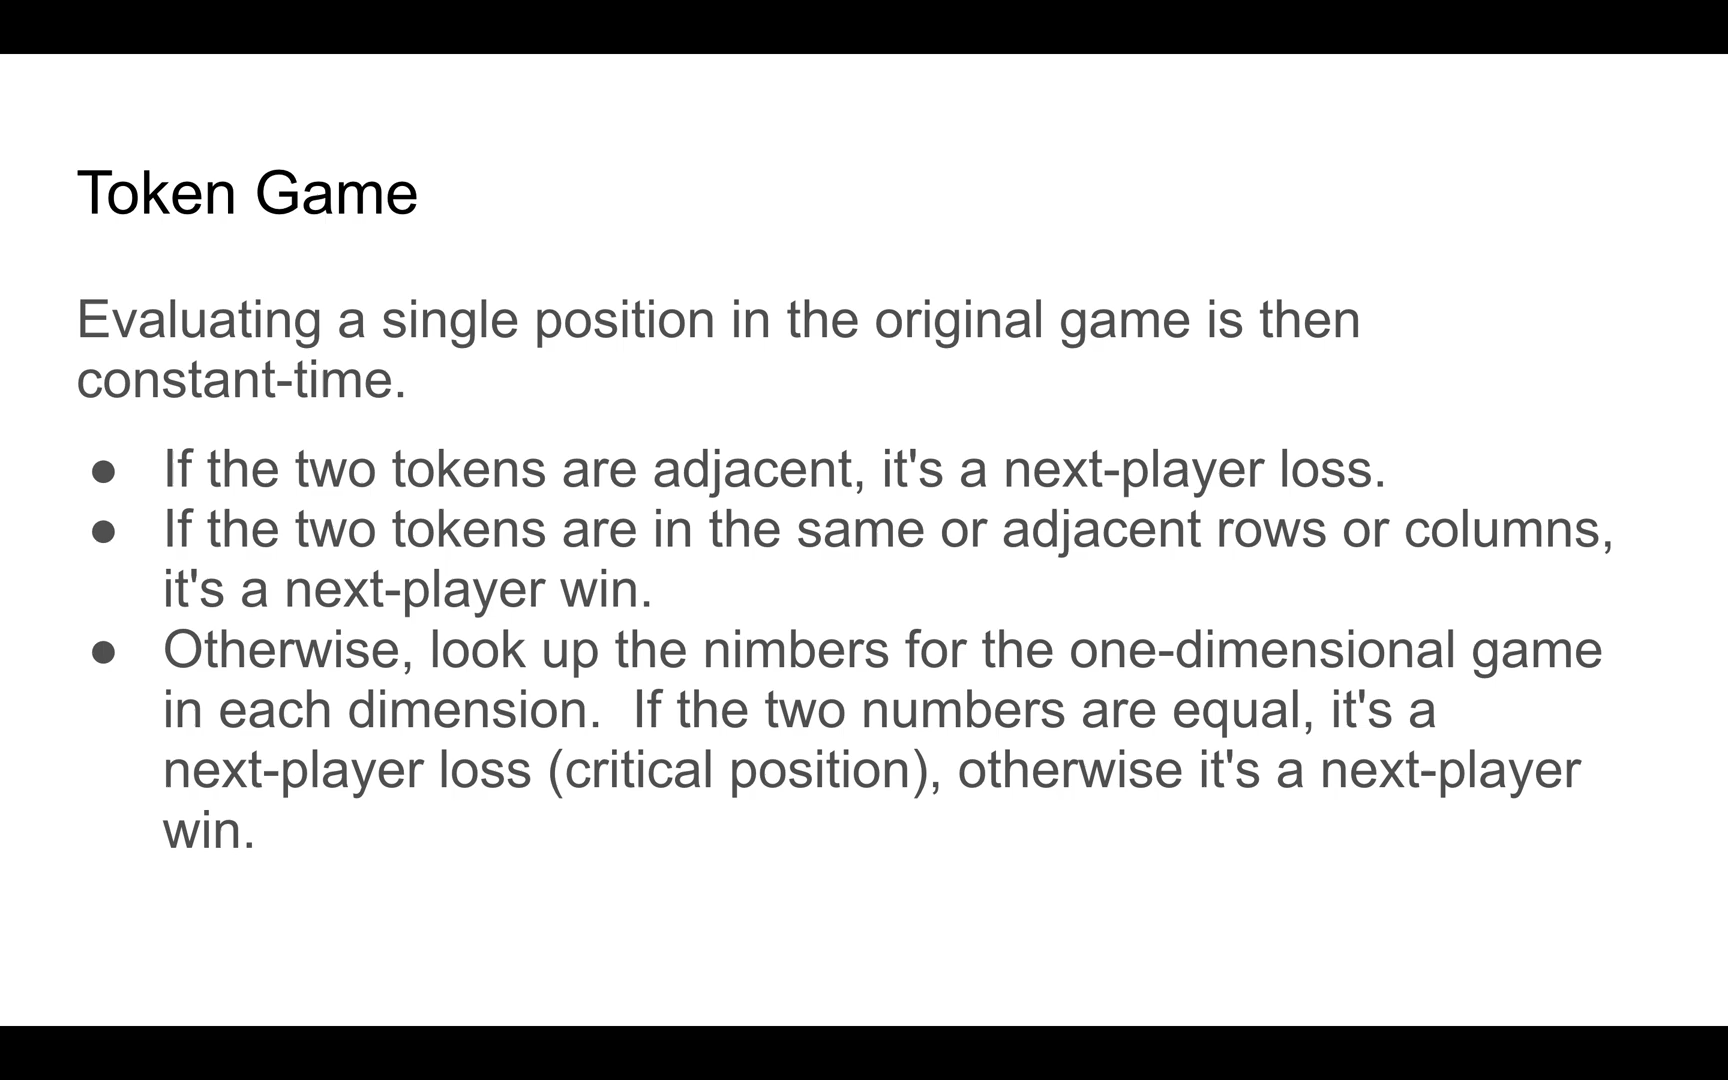 Token Game
Evaluating a single position in the original game is then
constant-time.
● If the two tokens are adjacent, it's a next-player loss.
● If the two tokens are in the same or adjacent rows or columns,
it's a next-player win.
● Otherwise, look up the nimbers for the one-dimensional game
in each dimension.  If the two numbers are equal, it's a
next-player loss (critical position), otherwise it's a next-player
win.